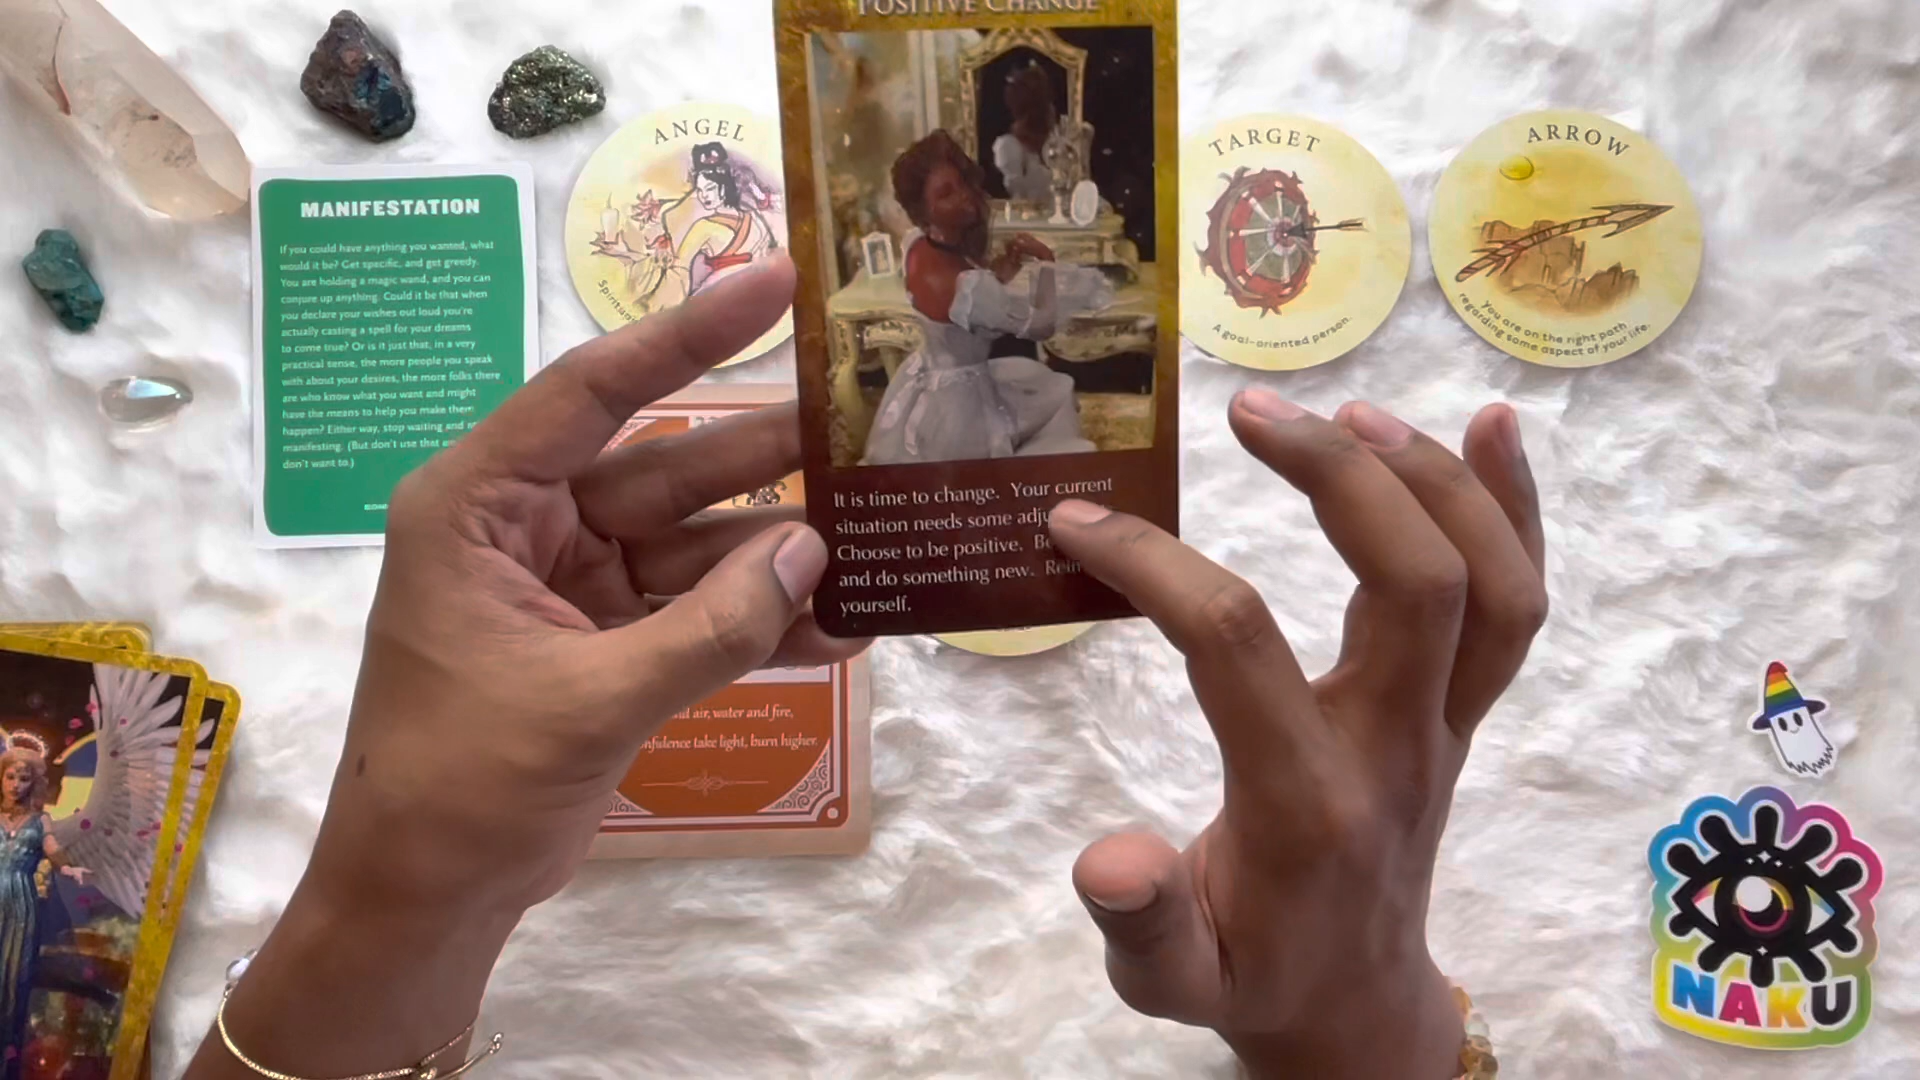 POSITIVE CHANGE
It is time to change. Your current
situation needs some
Choose to be positive.
and do something new.
yourself.
MANIFESTATION
If you could have anything you wanted, what
would it be? Get specific, and get greedy.
You are holding a magic wand, and you can
conjure up anything. Could it be that when
you declare your wishes out loud you're
actually casting a spell for your dreams
to come true? Or is it just that, in a very
practical sense, the more people you speak
with about your desires, the more folks there
are who know what you want and might
have the means to help you make them
happen? Either way, stop waiting and
manifesting. (But don't use that
don't want to.)
ANGEL
TARGET
A goal-oriented person.
ARROW
You are on the right path
regarding some aspect of your life.
air, water and fire,
take light, burn higher.
NAKU